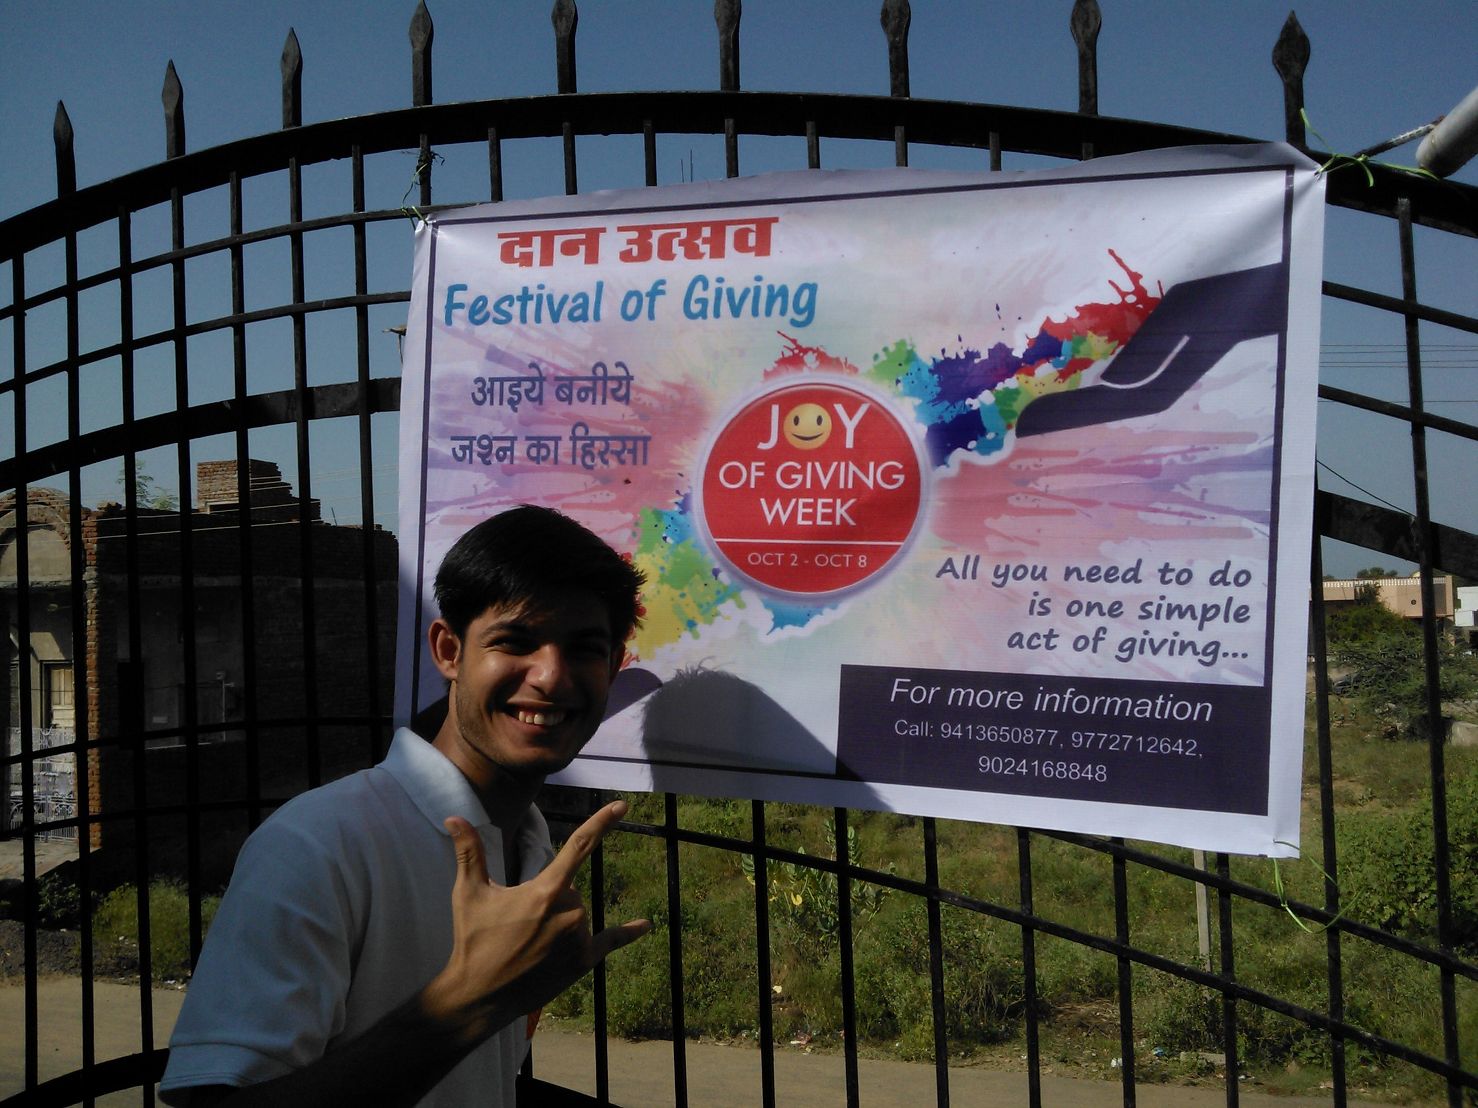 दान उत्सव
Festival of Giving
आइये बनीये
जश्न का हिस्सा
JOY
OF GIVING
WEEK
OCT 2 - OCT 8
All you need to do
is one simple
act of giving...
For more information
Call: 9413650877, 9772712642,
9024168848